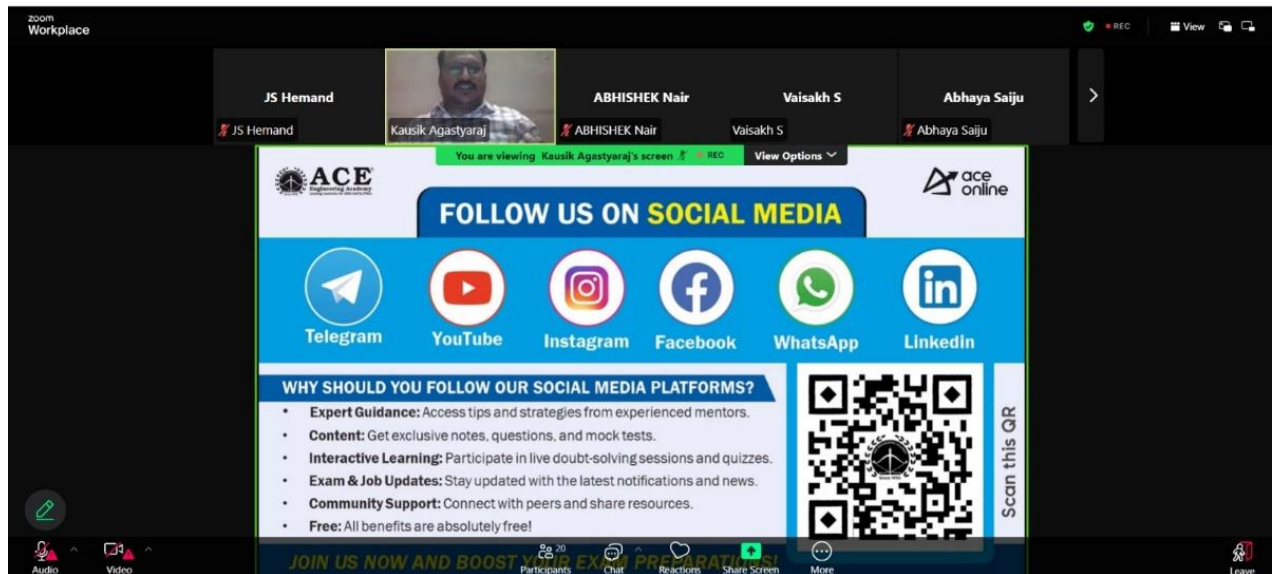 zoom
Workplace
REC
View
JS Hemand
ABHISHEK Nair
Vaisakh S
Abhaya Saiju
JS Hemand
Kausik Agastyaraj
ABHISHEK Nair
Vaisakh S
Abhaya Saiju
You are viewing Kausik Agastyaraj's screen
REC
View Options
ACE
Engineering Academy
ace
online
FOLLOW US ON SOCIAL MEDIA
Telegram
YouTube
Instagram
Facebook
WhatsApp
Linkedin
WHY SHOULD YOU FOLLOW OUR SOCIAL MEDIA PLATFORMS?
• Expert Guidance: Access tips and strategies from experienced mentors.
• Content: Get exclusive notes, questions, and mock tests.
• Interactive Learning: Participate in live doubt-solving sessions and quizzes.
• Exam & Job Updates: Stay updated with the latest notifications and news.
• Community Support: Connect with peers and share resources.
• Free: All benefits are absolutely free!
Scan this QR
JOIN US NOW AND BOOST YOUR EXAM PREPARATIONS!
Audio
Video
20
Participants
Chat
Reactions
Share Screen
More
Leave